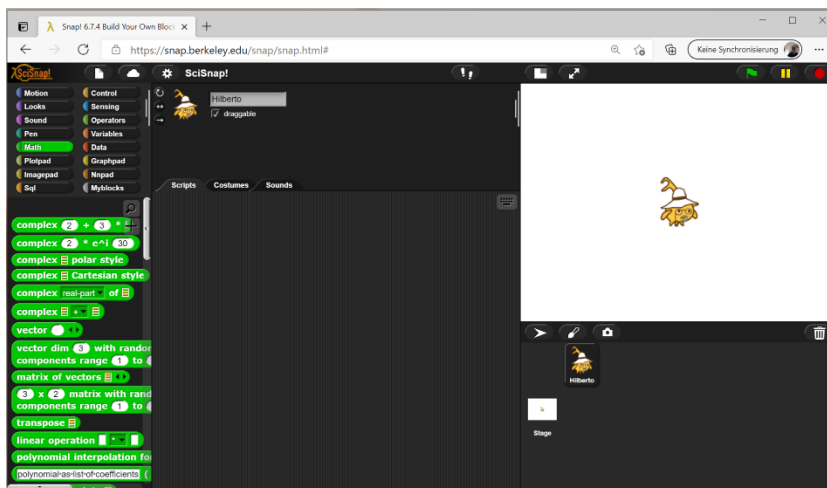 Snap! 6.7.4 Build Your Own Bloc
https://snap.berkeley.edu/snap/snap.html#
Keine Synchronisierung
SciSnap!
SciSnap!
Motion
Control
Looks
Sensing
Sound
Operators
Pen
Variables
Math
Data
Plotpad
Graphpad
Imagepad
Nnpad
Sql
Myblocks
Hilberto
draggable
Scripts Costumes Sounds
complex 2 + 3 *
complex 2 * e^i 30
complex polar style
complex Cartesian style
complex real-part of
complex +
vector
vector dim 3 with randor
components range 1 to
matrix of vectors
3 x 2 matrix with rand
components range 1 to
transpose
linear operation *
polynomial interpolation fo
polynomial-as-list-of-coefficients (
Hilberto
Stage